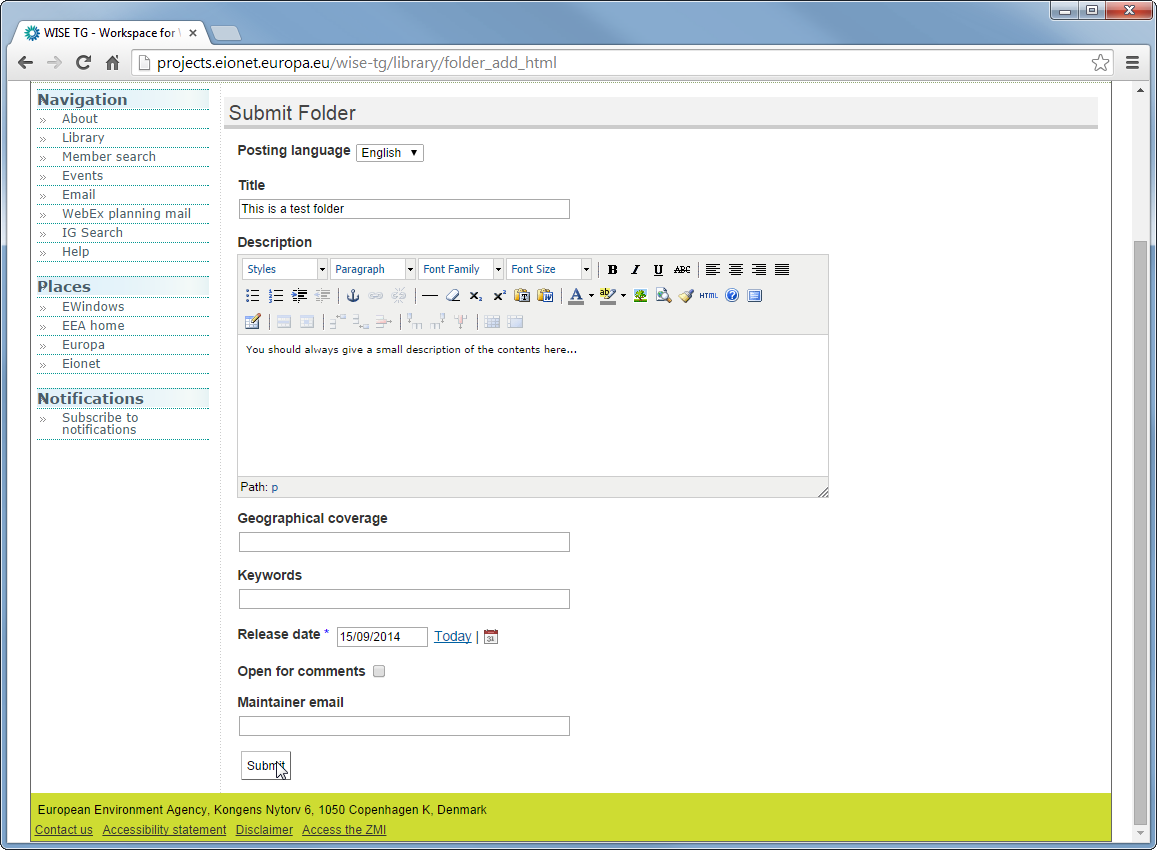 WISE TG - Workspace for
projects.eionet.europa.eu/wise-tg/library/folder_add_html
Navigation
» About
» Library
» Member search
» Events
» Email
» WebEx planning mail
» IG Search
» Help
Places
» EWindows
» EEA home
» Europa
» Eionet
Notifications
» Subscribe to
notifications
Submit Folder
Posting language English
Title
This is a test folder
Description
Styles Paragraph Font Family Font Size B I U ABC
HTML
You should always give a small description of the contents here...
Path: p
Geographical coverage
Keywords
Release date * 15/09/2014 Today |
Open for comments
Maintainer email
Submit
European Environment Agency, Kongens Nytorv 6, 1050 Copenhagen K, Denmark
Contact us Accessibility statement Disclaimer Access the ZMI